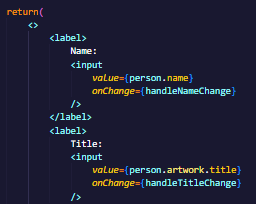 return(
<>
<label>
Name:
<input
value={person.name}
onChange={handleNameChange}
/>
</label>
<label>
Title:
<input
value={person.artwork.title}
onChange={handleTitleChange}
/>